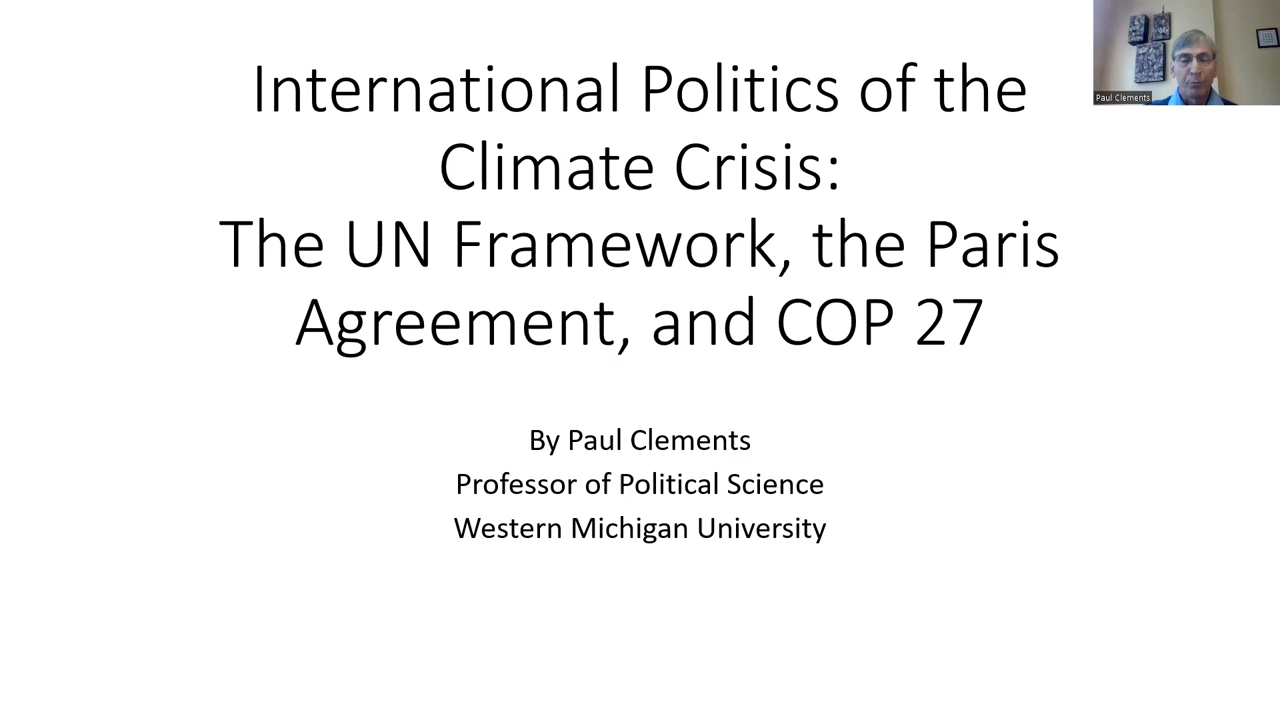 International Politics of the
Climate Crisis:
The UN Framework, the Paris
Agreement, and COP 27
By Paul Clements
Professor of Political Science
Western Michigan University
Paul Clements